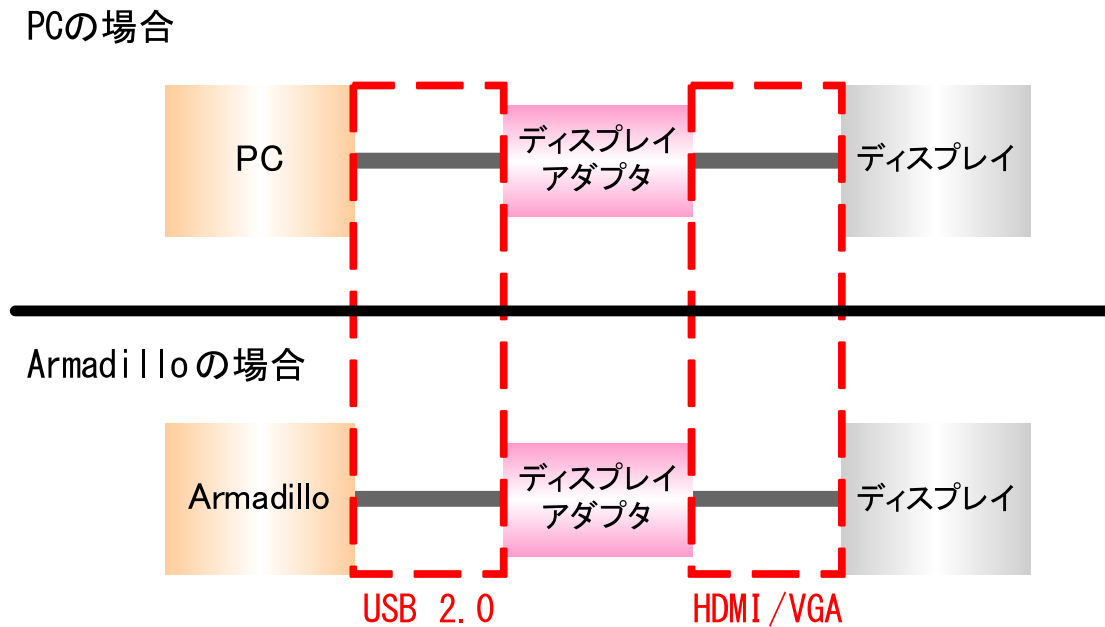 PCの場合
PC
ディスプレイ
アダプタ
ディスプレイ
Armadilloの場合
Armadillo
ディスプレイ
アダプタ
ディスプレイ
USB 2.0
HDMI/VGA